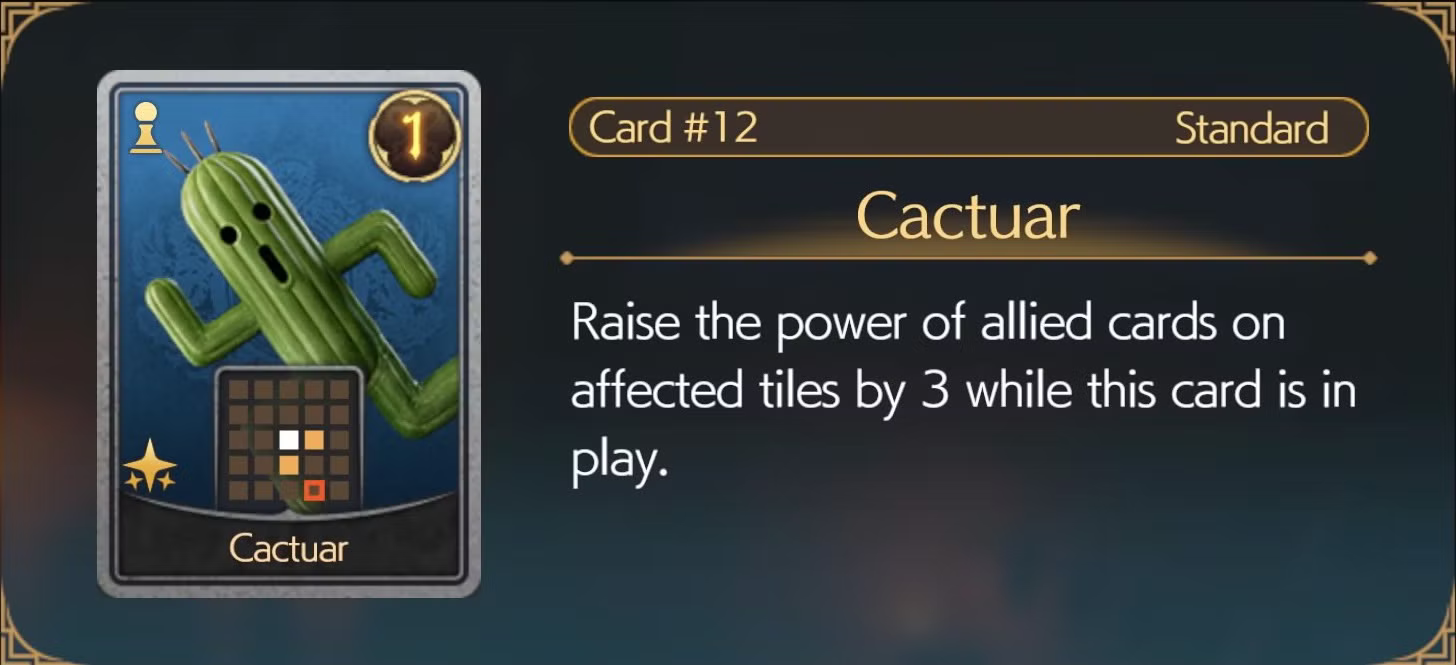 1
Cactuar
Card #12 Standard
Cactuar
Raise the power of allied cards on
affected tiles by 3 while this card is in
play.